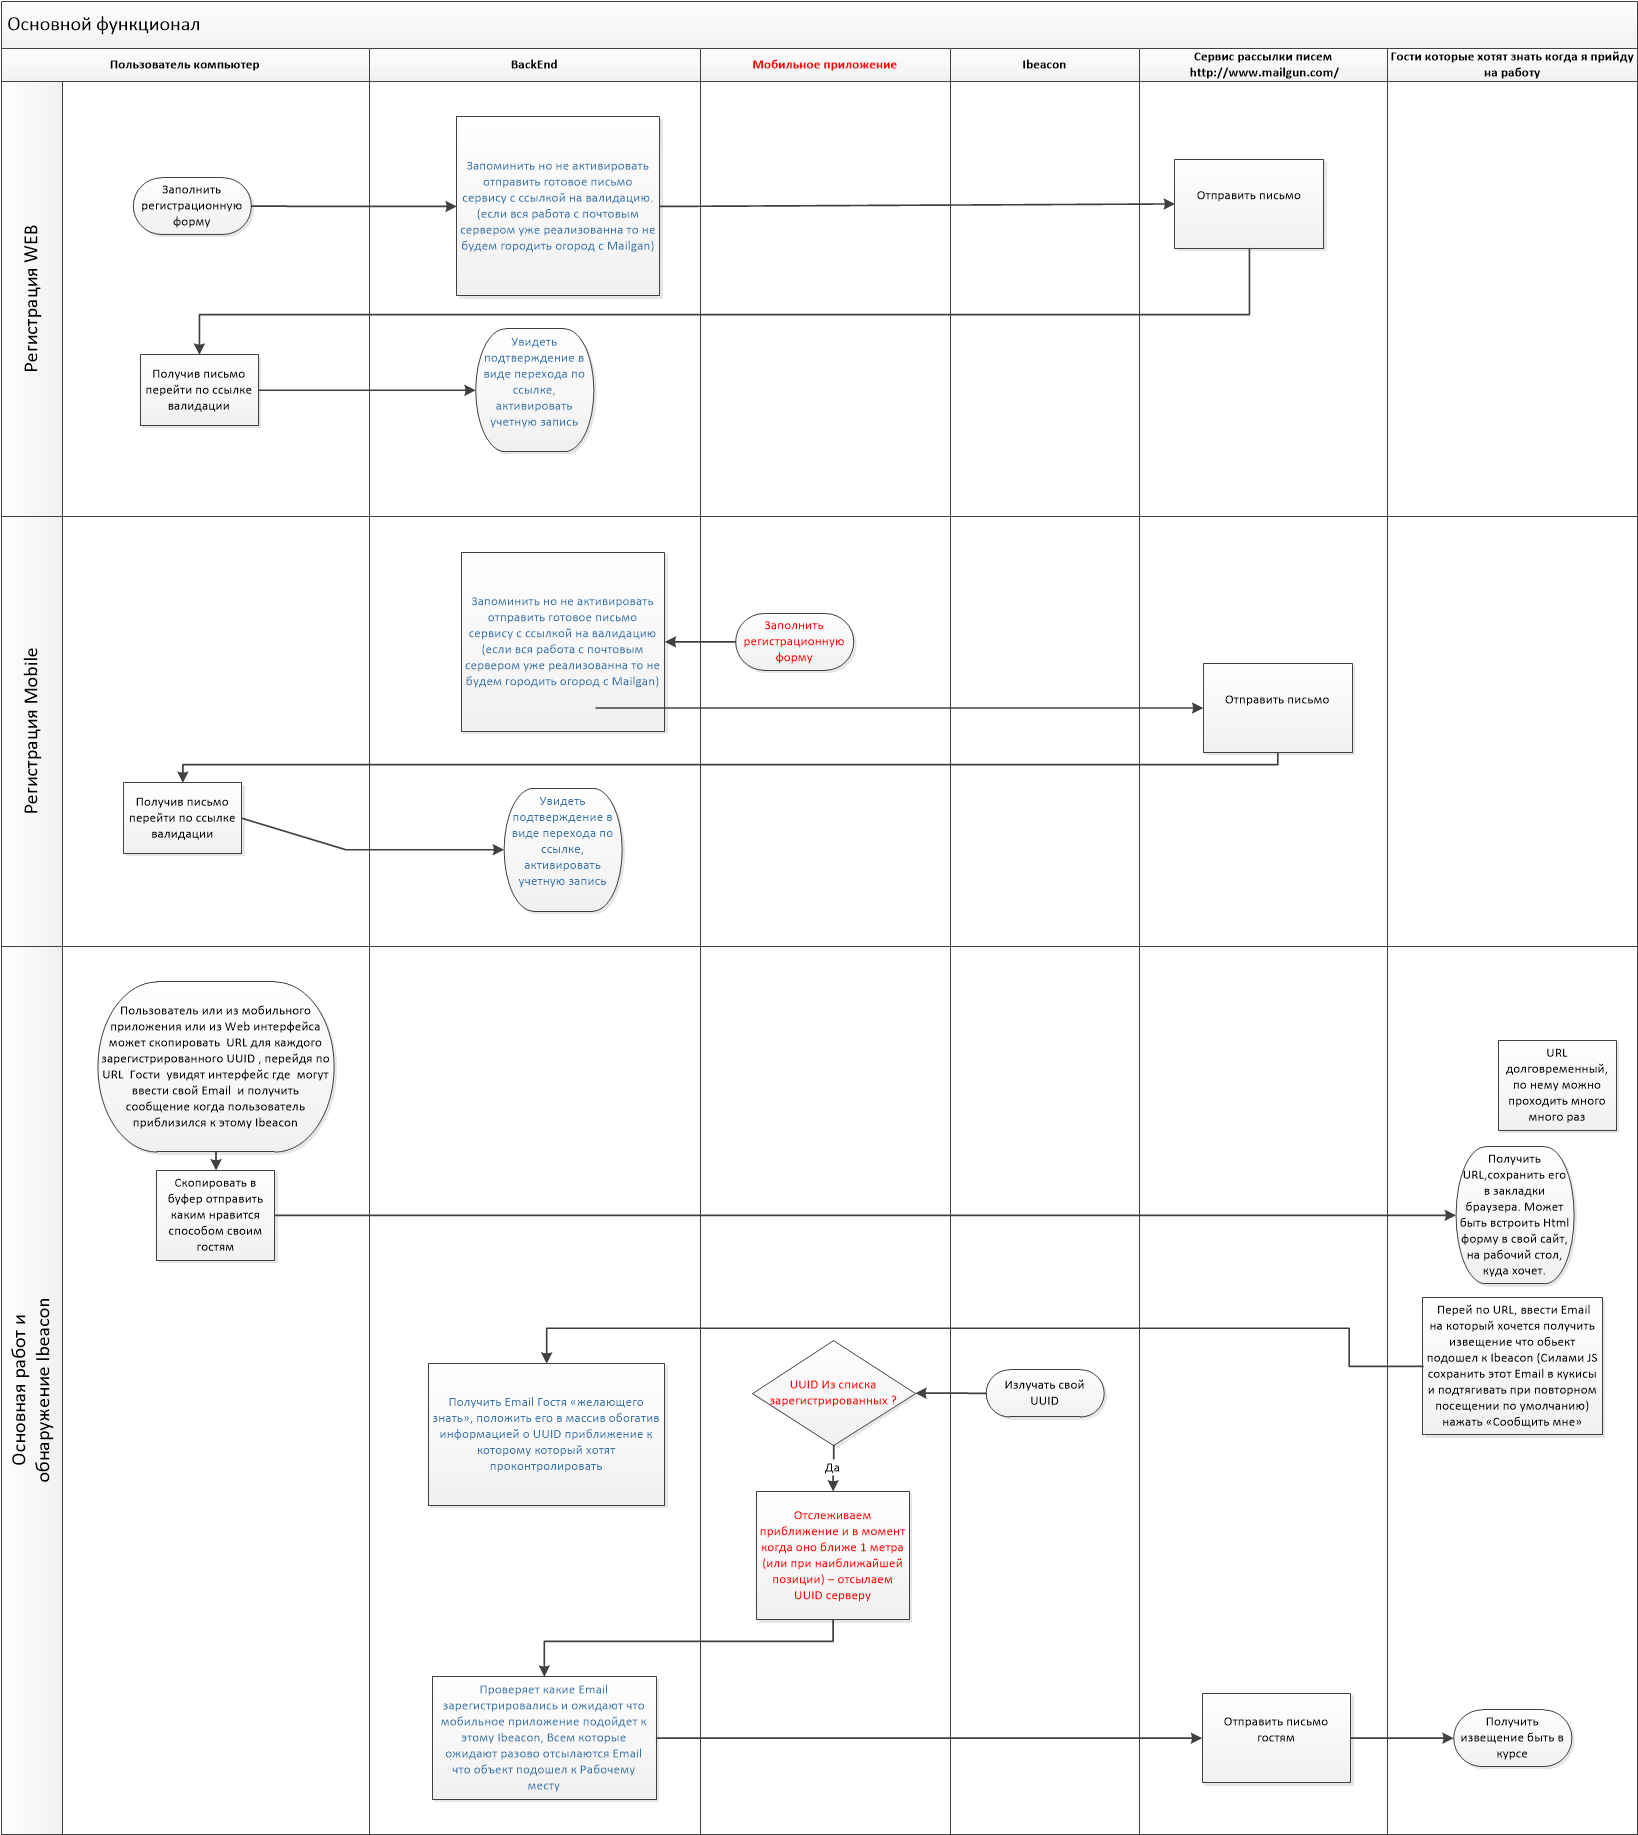 Основной функционал
Пользователь компьютер
BackEnd
Мобильное приложение
Ibeacon
Сервис рассылки писем
http://www.mailgun.com/
Гости которые хотят знать когда я прийду
на работу
Регистрация WEB
Заполнить
регистрационную
форму
Запоминить но не активировать
отправить готовое письмо
сервису с ссылкой на валидацию.
(если вся работа с почтовым
сервером уже реализованна то не
будем городить огород с Mailgan)
Отправить письмо
Получив письмо
перейти по ссылке
валидации
Увидеть
подтверждение в
виде перехода по
ссылке,
активировать
учетную запись
Регистрация Mobile
Запоминить но не активировать
отправить готовое письмо
сервису с ссылкой на валидацию
(если вся работа с почтовым
сервером уже реализованна то не
будем городить огород с Mailgan)
Заполнить
регистрационную
форму
Отправить письмо
Получив письмо
перейти по ссылке
валидации
Увидеть
подтверждение в
виде перехода по
ссылке,
активировать
учетную запись
Основная работ и
обнаружение Ibeacon
Пользователь или из мобильного
приложения или из Web интерфейса
может скопировать URL для каждого
зарегистрированного UUID , перейдя по
URL Гости увидят интерфейс где могут
ввести свой Email и получить
сообщение когда пользователь
приблизился к этому Ibeacon
URL
долговременный,
по нему можно
проходить много
много раз
Скопировать в
буфер отправить
каким нравится
способом своим
гостям
Получить
URL,сохранить его
в закладки
браузера. Может
быть встроить Html
форму в свой сайт,
на рабочий стол,
куда хочет.
Перей по URL, ввести Email
на который хочется получить
извещение что обьект
подошел к Ibeacon (Силами JS
сохранить этот Email в кукисы
и подтягивать при повторном
посещении по умолчанию)
нажать «Сообщить мне»
Получить Email Гостя «желающего
знать», положить его в массив обогатив
информацией о UUID приближение к
которому который хотят
проконтролировать
UUID Из списка
зарегистрированных ?
Излучать свой
UUID
Да
Отслеживаем
приближение и в момент
когда оно ближе 1 метра
(или при наиближайшей
позиции) – отсылаем
UUID серверу
Проверяет какие Email
зарегистрировались и ожидают что
мобильное приложение подойдет к
этому Ibeacon, Всем которые
ожидают разово отсылаются Email
что объект подошел к Рабочему
месту
Отправить письмо
гостям
Получить
извещение быть в
курсе